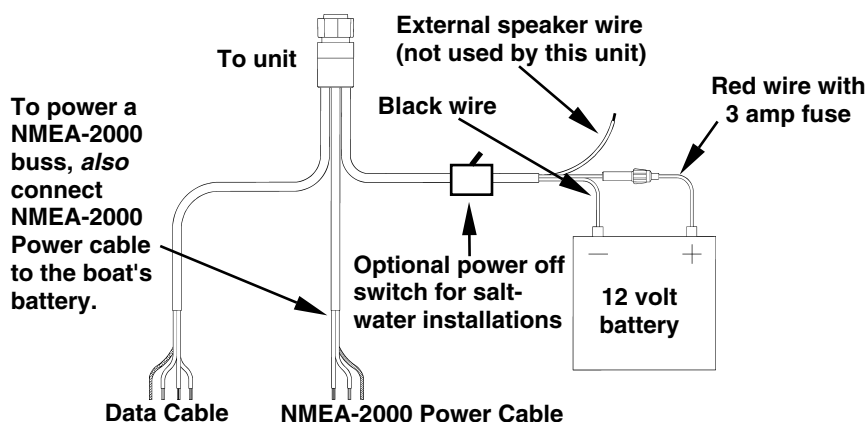 To unit
External speaker wire
(not used by this unit)
Black wire
Red wire with
3 amp fuse
To power a
NMEA-2000
buss, also
connect
NMEA-2000
Power cable
to the boat's
battery.
Optional power off
switch for salt-
water installations
−
+
12 volt
battery
Data Cable
NMEA-2000 Power Cable